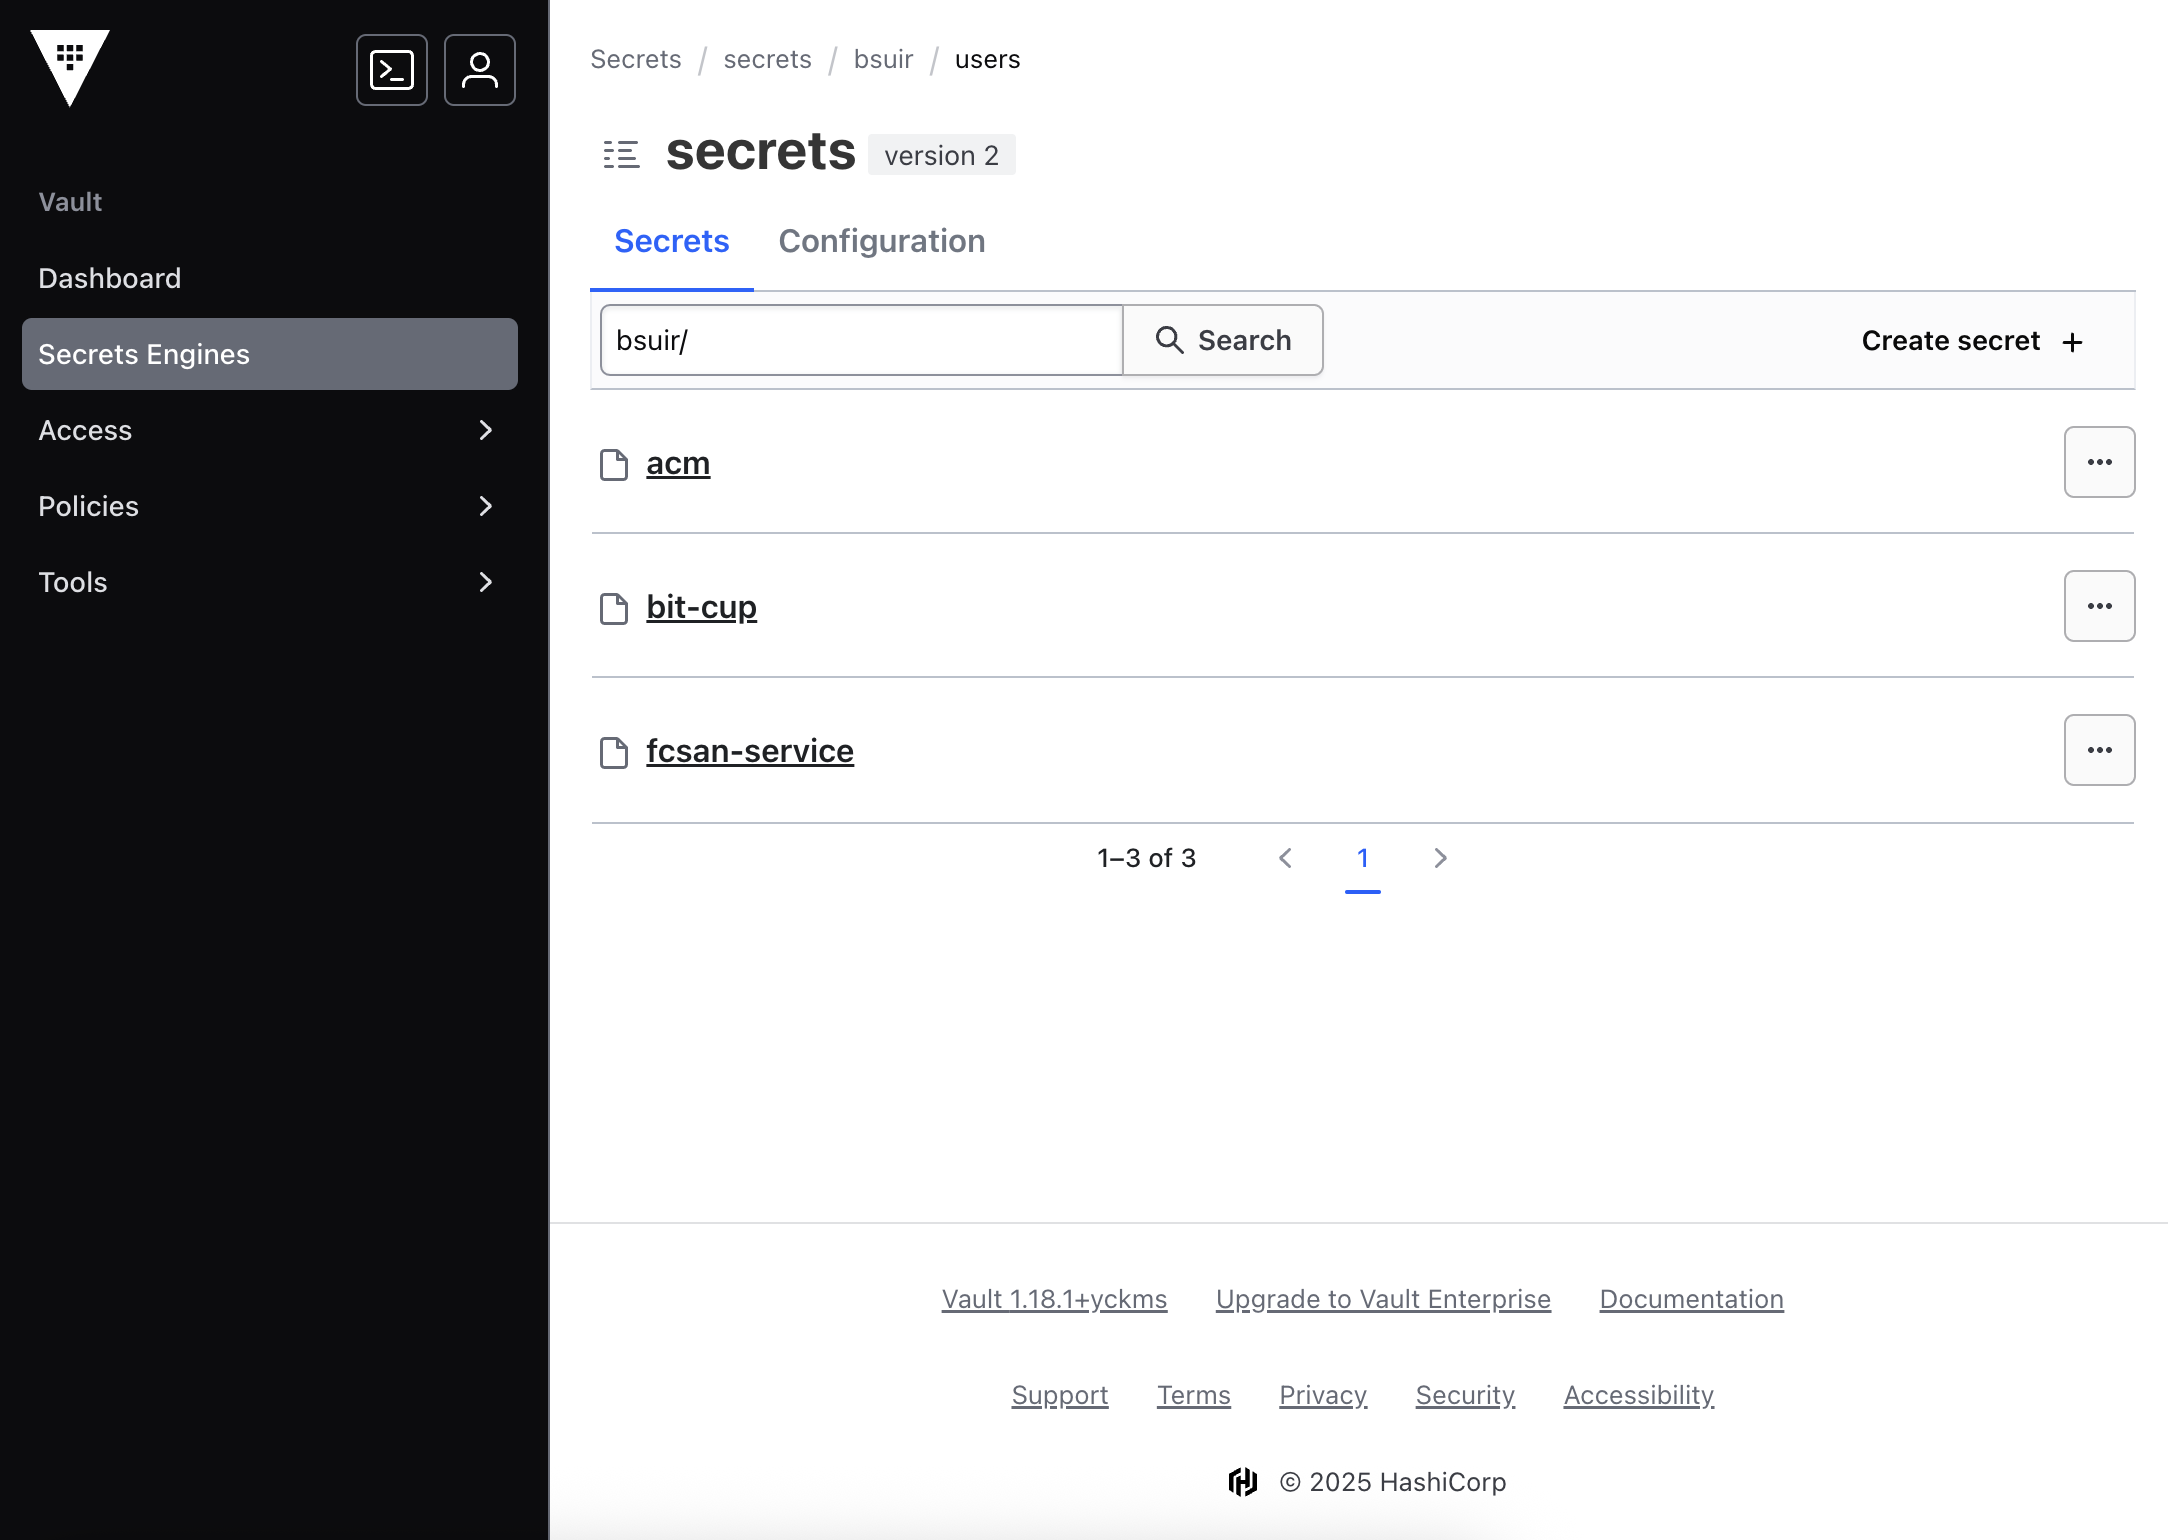 Vault
Dashboard
Secrets Engines
Access
Policies
Tools
Secrets / secrets / bsuir / users
secrets version 2
Secrets Configuration
bsuir/ Search Create secret +
acm
bit-cup
fcsan-service
1–3 of 3 1
Vault 1.18.1+yckms Upgrade to Vault Enterprise Documentation
Support Terms Privacy Security Accessibility
© 2025 HashiCorp